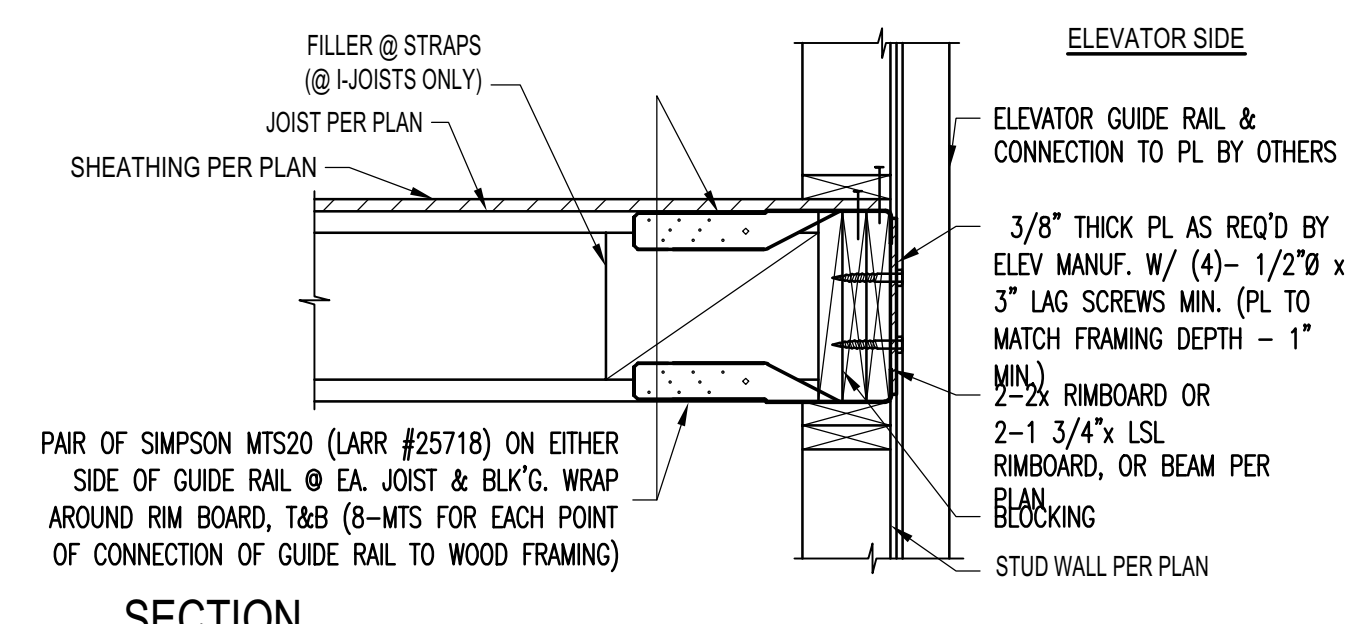 FILLER @ STRAPS
(@ I-JOISTS ONLY)
JOIST PER PLAN
SHEATHING PER PLAN
PAIR OF SIMPSON MTS20 (LARR #25718) ON EITHER
SIDE OF GUIDE RAIL @ EA. JOIST & BLK'G. WRAP
AROUND RIM BOARD, T&B (8-MTS FOR EACH POINT
OF CONNECTION OF GUIDE RAIL TO WOOD FRAMING)
ELEVATOR SIDE
ELEVATOR GUIDE RAIL &
CONNECTION TO PL BY OTHERS
3/8" THICK PL AS REQ'D BY
ELEV MANUF. W/ (4)- 1/2"Ø x
3" LAG SCREWS MIN. (PL TO
MATCH FRAMING DEPTH – 1"
MIN.)
2-2x RIMBOARD OR
2-1 3/4"x LSL
RIMBOARD, OR BEAM PER
PLAN
BLOCKING
STUD WALL PER PLAN
SECTION